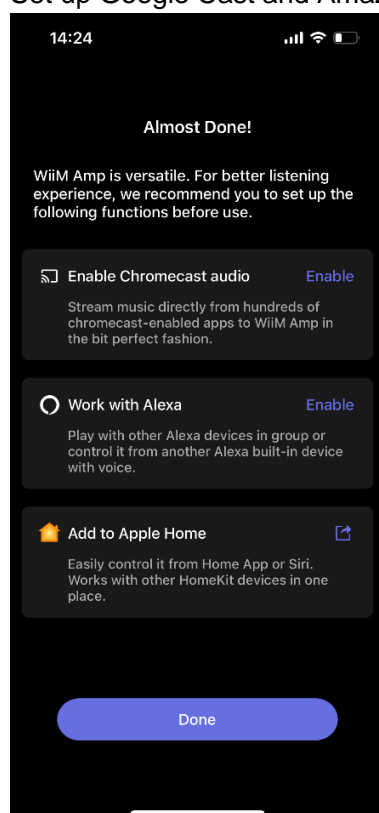 14:24
Almost Done!
WiiM Amp is versatile. For better listening
experience, we recommend you to set up the
following functions before use.
Enable Chromecast audio Enable
Stream music directly from hundreds of
chromecast-enabled apps to WiiM Amp in
the bit perfect fashion.
Work with Alexa Enable
Play with other Alexa devices in group or
control it from another Alexa built-in device
with voice.
Add to Apple Home
Easily control it from Home App or Siri.
Works with other HomeKit devices in one
place.
Done